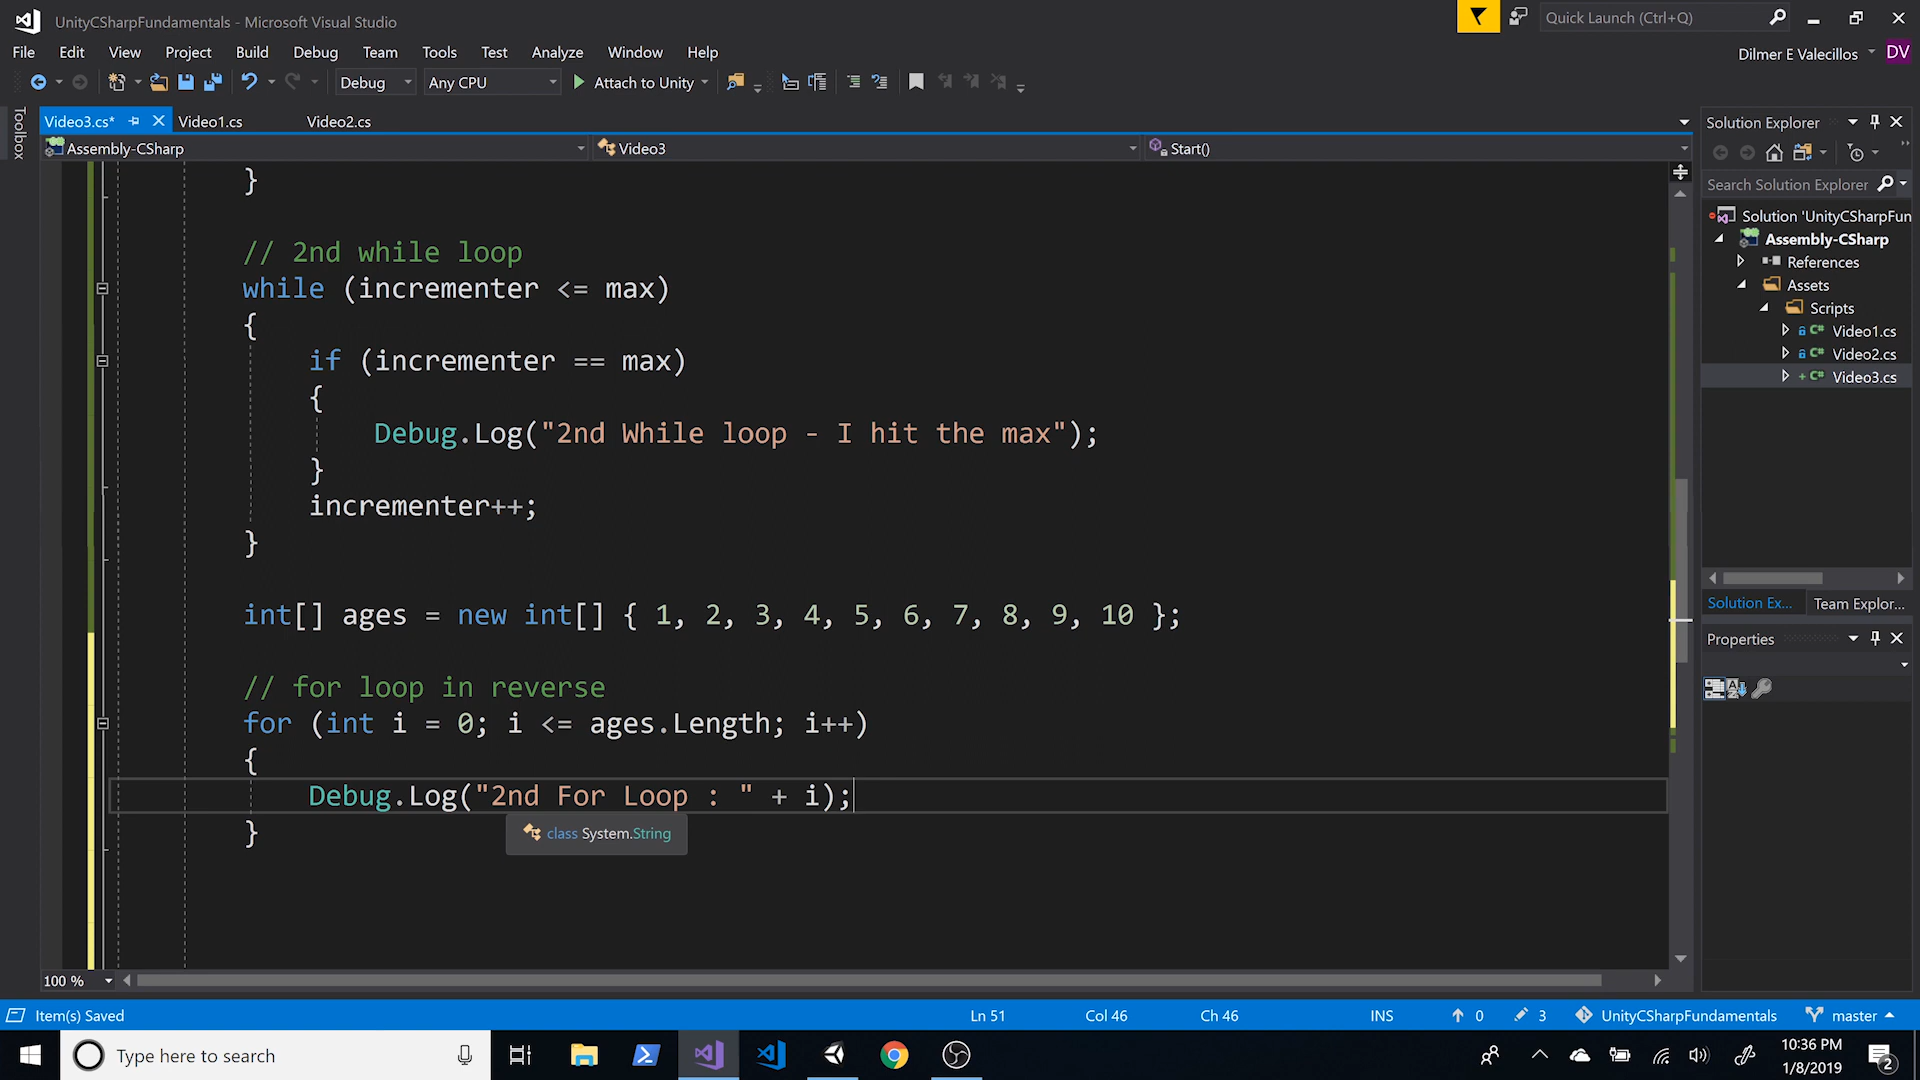 UnityCSharpFundamentals - Microsoft Visual Studio
Quick Launch (Ctrl+Q)
File Edit View Project Build Debug Team Tools Test Analyze Window Help
Dilmer E Valecillos DV
Debug Any CPU Attach to Unity
Toolbox
Video3.cs* Video1.cs Video2.cs
Assembly-CSharp Video3 Start()
}
// 2nd while loop
while (incrementer <= max)
{
if (incrementer == max)
{
Debug.Log("2nd While loop - I hit the max");
}
incrementer++;
}
int[] ages = new int[] { 1, 2, 3, 4, 5, 6, 7, 8, 9, 10 };
// for loop in reverse
for (int i = 0; i <= ages.Length; i++)
{
Debug.Log("2nd For Loop : " + i);
class System.String
}
100 %
Solution Explorer
Search Solution Explorer
Solution 'UnityCSharpFun
Assembly-CSharp
References
Assets
Scripts
C# Video1.cs
C# Video2.cs
C# Video3.cs
Solution Ex... Team Explor...
Properties
Item(s) Saved Ln 51 Col 46 Ch 46 INS 0 3 UnityCSharpFundamentals master
Type here to search
10:36 PM
1/8/2019
2